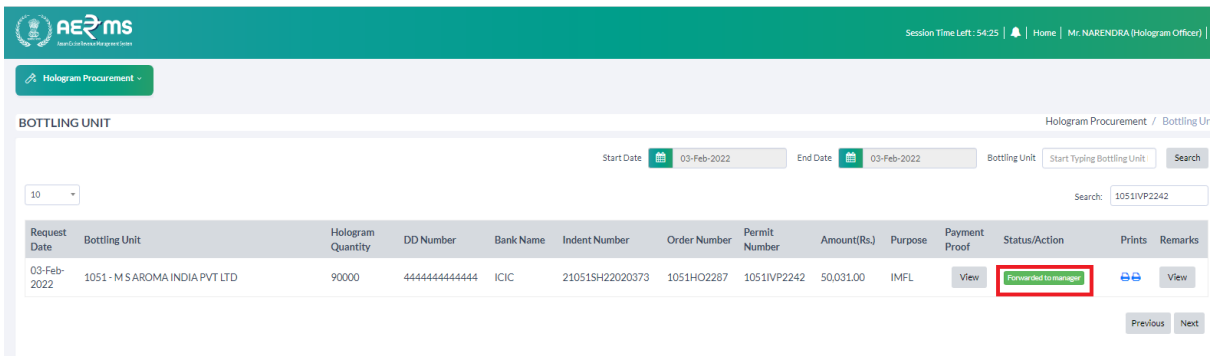 AE₹MS
Session Time Left : 54:25 | Home | Mr. NARENDRA (Hologram Officer) |
Hologram Procurement
BOTTLING UNIT
Hologram Procurement / Bottling Un
Start Date 03-Feb-2022 End Date 03-Feb-2022 Bottling Unit Start Typing Bottling Unit Search
10 Search: 1051IVP2242
Request Date Bottling Unit Hologram Quantity DD Number Bank Name Indent Number Order Number Permit Number Amount(Rs.) Purpose Payment Proof Status/Action Prints Remarks
03-Feb-2022 1051 - M S AROMA INDIA PVT LTD 90000 4444444444444 ICIC 21051SH22020373 1051HO2287 1051IVP2242 50,031.00 IMFL View Forwarded to manager View
Previous Next